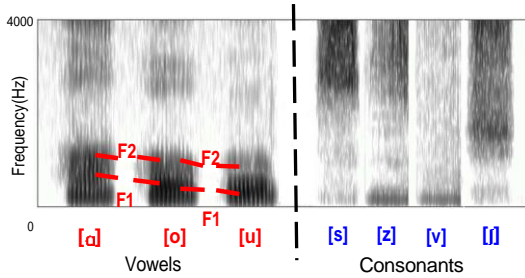 4000
Frequency(Hz)
F2 F2
F1
F1
0
[ɑ] [o] [u] [s] [z] [v] [ʃ]
Vowels Consonants